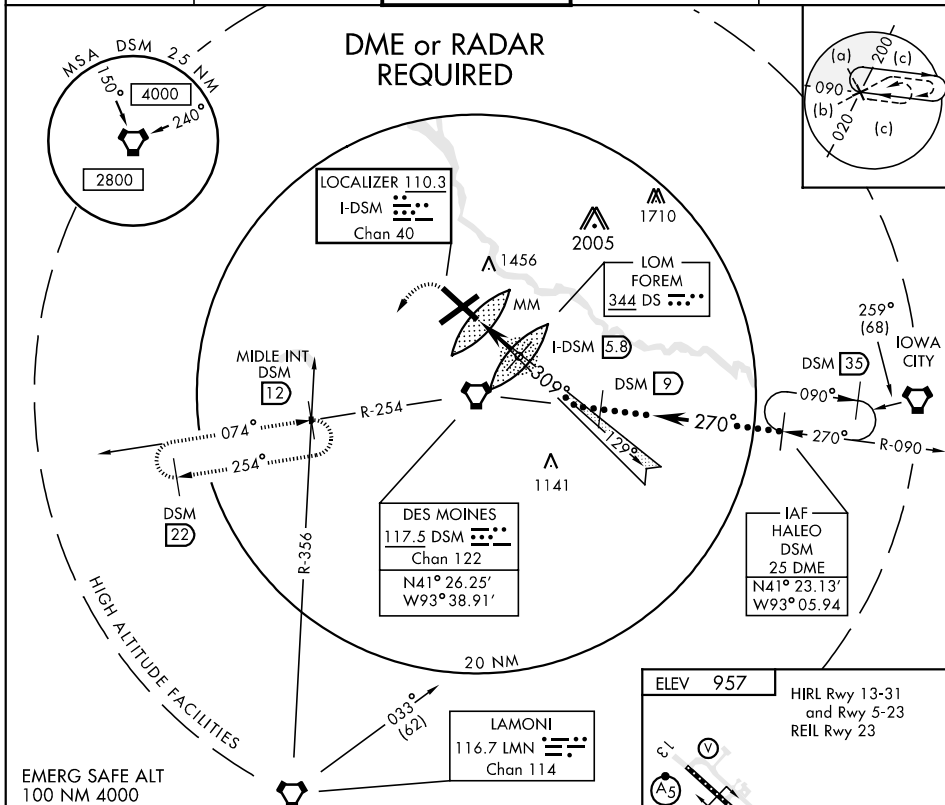 DME or RADAR
REQUIRED
MSA DSM 25 NM
150°
4000
240°
2800
(a)
200
(c)
090
(b)
020
(c)
LOCALIZER 110.3
I-DSM
Chan 40
1710
2005
1456
MM
LOM
FOREM
344 DS
259°
(68)
IOWA
CITY
I-DSM 5.8
MIDLE INT
DSM
12
DSM 9
DSM 35
309°
090°
R-254
074°
270°
270°
R-090
254°
129°
1141
DSM
22
R-356
DES MOINES
117.5 DSM
Chan 122
N41° 26.25’
W93° 38.91’
IAF
HALEO
DSM
25 DME
N41° 23.13’
W93° 05.94
HIGH ALTITUDE FACILITIES
20 NM
033°
(62)
LAMONI
116.7 LMN
Chan 114
EMERG SAFE ALT
100 NM 4000
ELEV 957
HIRL Rwy 13-31
and Rwy 5-23
REIL Rwy 23
13
V
A5